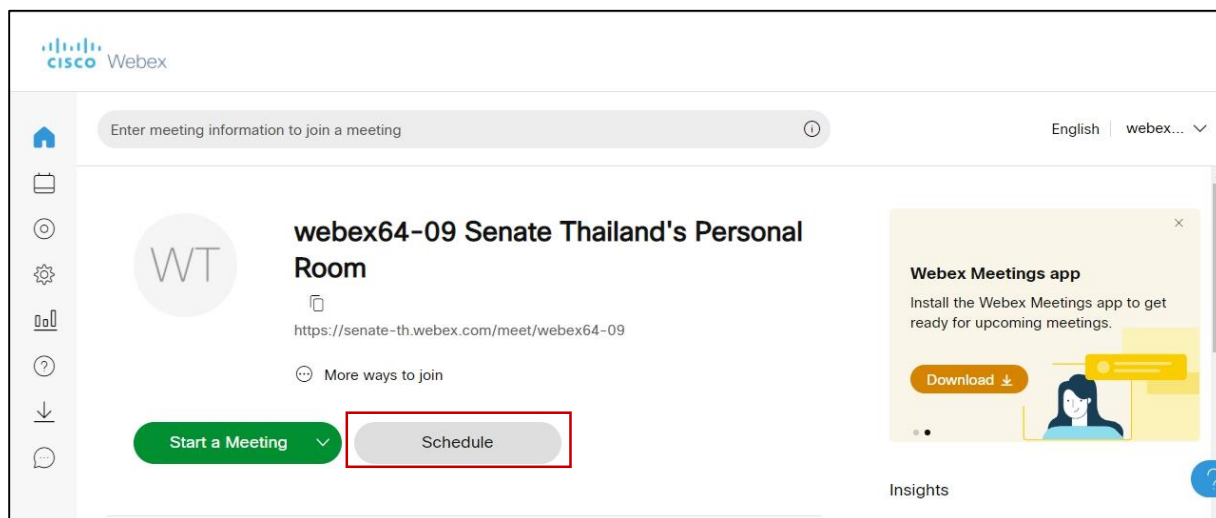 cisco Webex
Enter meeting information to join a meeting
English
webex...
WT
webex64-09 Senate Thailand's Personal
Room
https://senate-th.webex.com/meet/webex64-09
More ways to join
Start a Meeting
Schedule
Webex Meetings app
Install the Webex Meetings app to get
ready for upcoming meetings.
Download
Insights